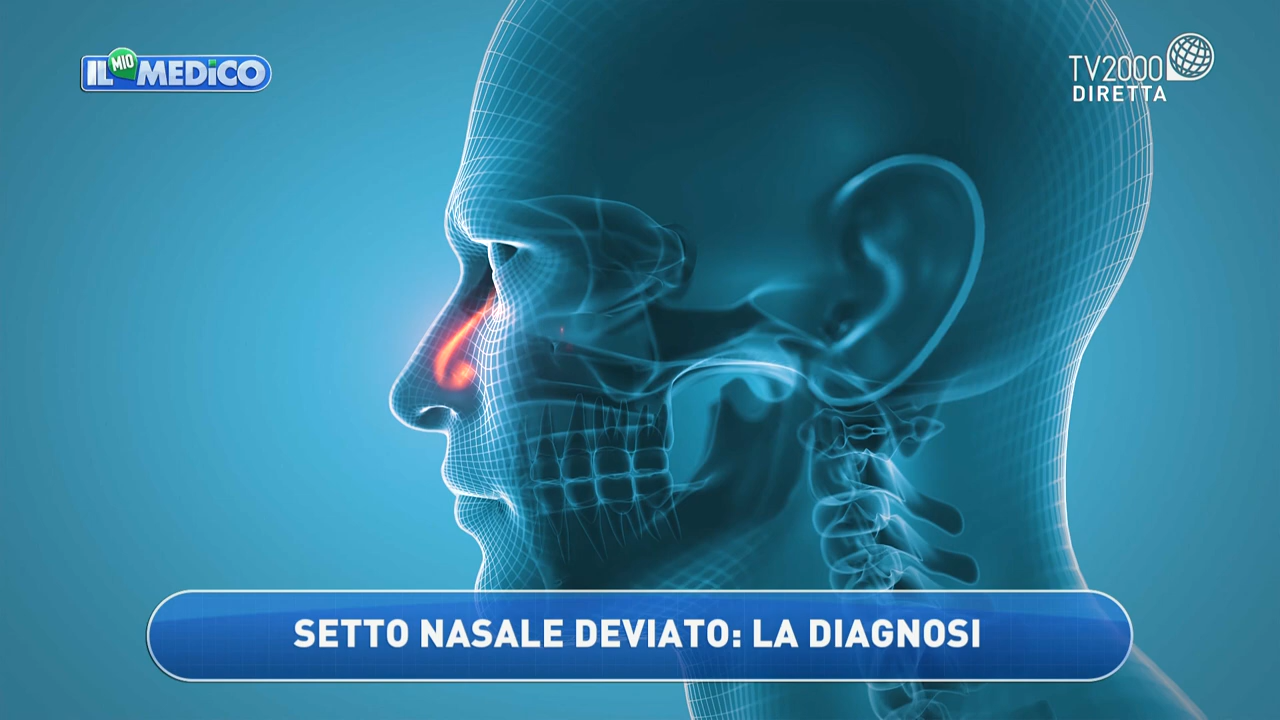 IL MIO MEDICO
TV2000
DIRETTA
SETTO NASALE DEVIATO: LA DIAGNOSI